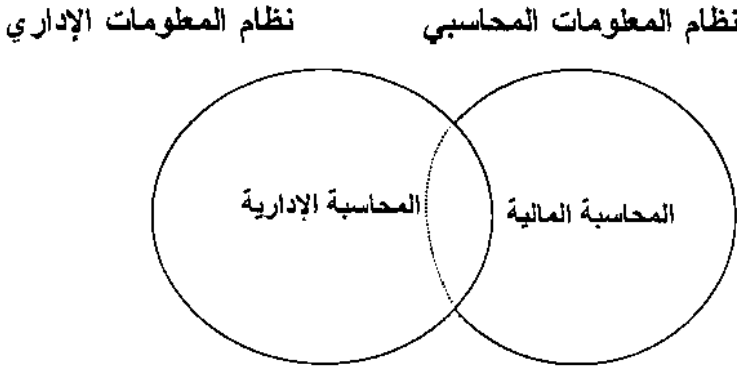 نظام المعلومات المحاسبي
نظام المعلومات الإداري
المحاسبة المالية
المحاسبة الإدارية